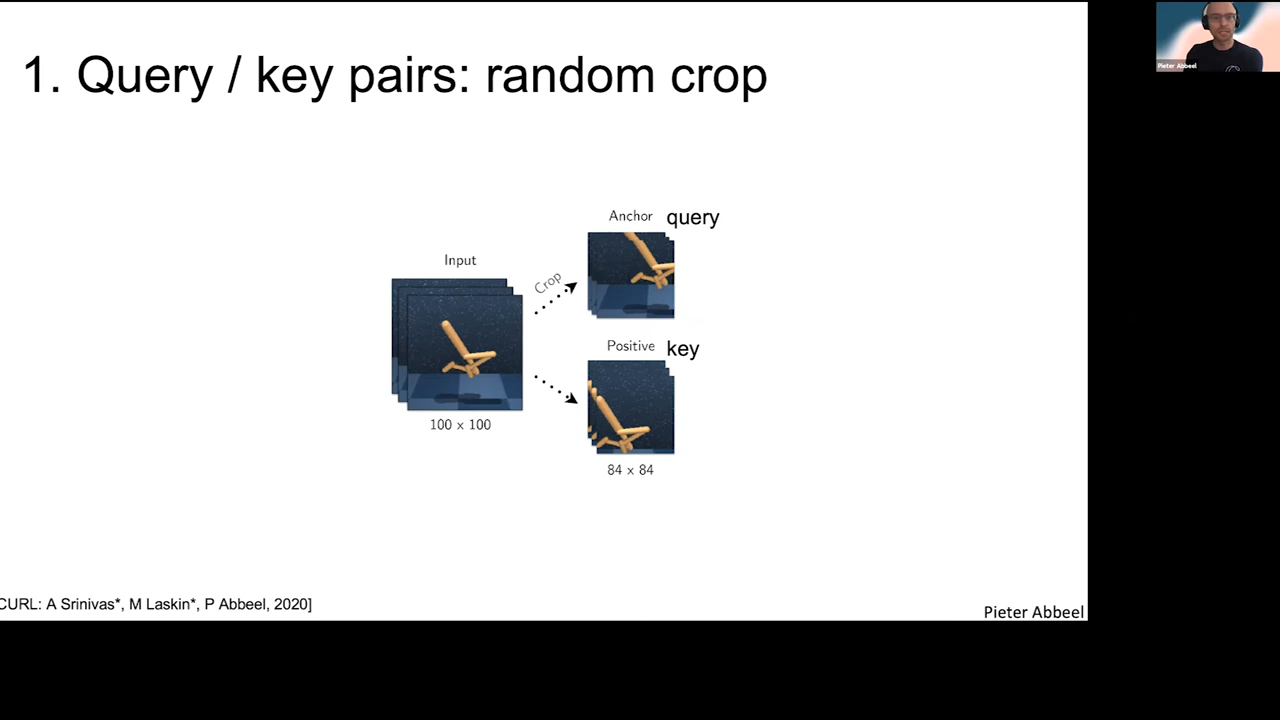 1. Query / key pairs: random crop
Anchor query
Input
Crop
Positive key
100 x 100
84 x 84
CURL: A Srinivas*, M Laskin*, P Abbeel, 2020]
Pieter Abbeel
Pieter Abbeel